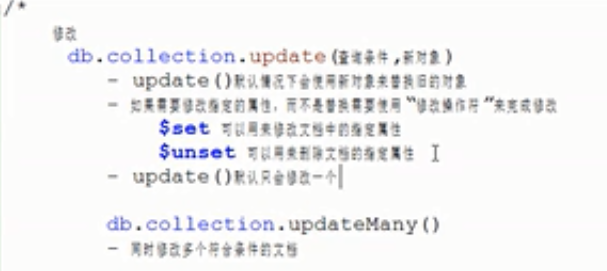 /*
修改
db.collection.update(查询条件,新对象)
- update()默认情况下会使用新对象来替换旧的对象
- 如果需要修改指定的属性，而不是替换需要使用“修改操作符”来完成修改
$set 可以用来修改文档中的指定属性
$unset 可以用来删除文档的指定属性
- update()默认只会修改一个
db.collection.updateMany()
- 同时修改多个符合条件的文档